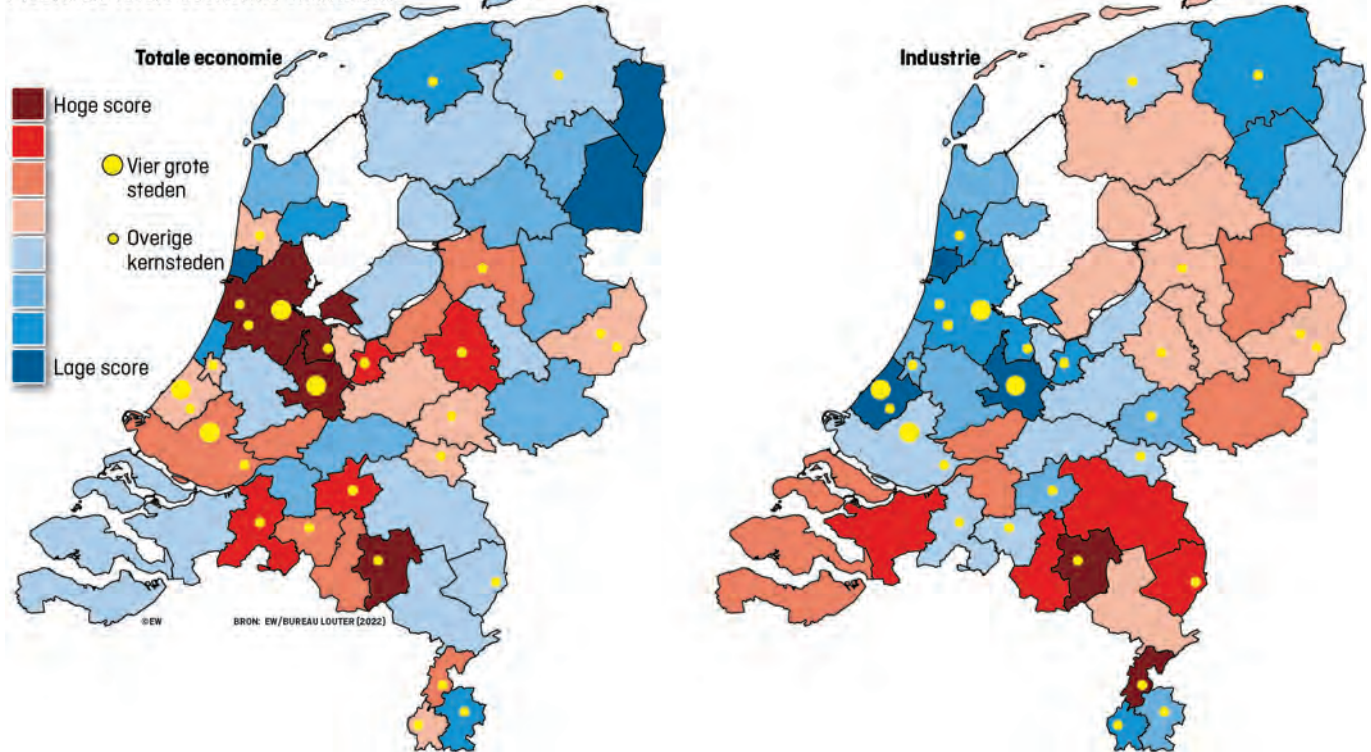 Totale economie
Hoge score
Vier grote
steden
Overige
kernsteden
Lage score
©EW
BRON: EW/BUREAU LOUTER (2022)
Industrie